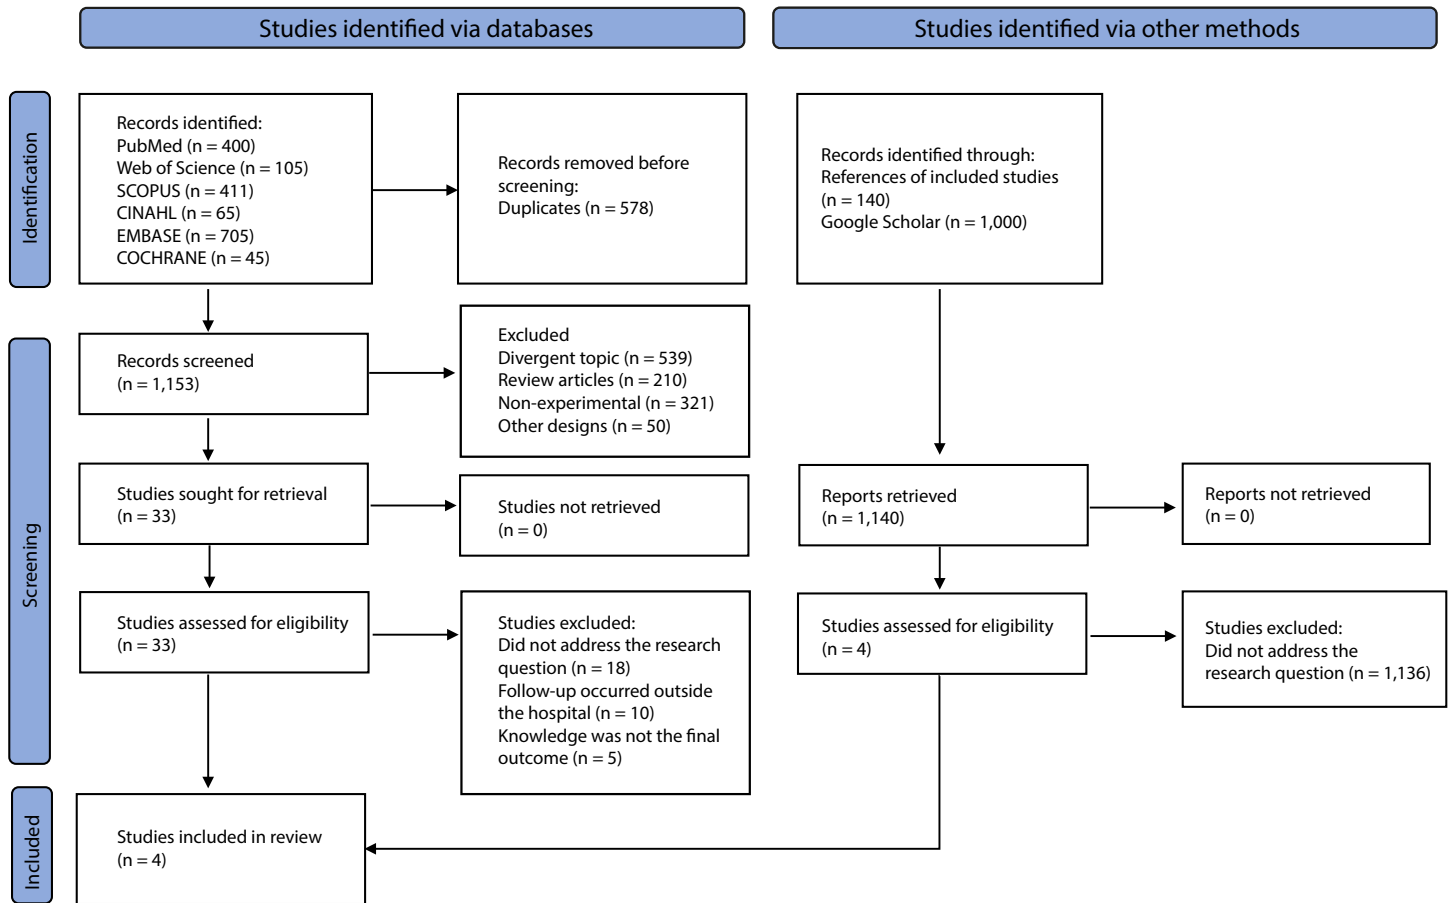 Studies identified via databases
Studies identified via other methods
Identification
Records identified:
PubMed (n = 400)
Web of Science (n = 105)
SCOPUS (n = 411)
CINAHL (n = 65)
EMBASE (n = 705)
COCHRANE (n = 45)
Records removed before
screening:
Duplicates (n = 578)
Records identified through:
References of included studies
(n = 140)
Google Scholar (n = 1,000)
Screening
Records screened
(n = 1,153)
Excluded
Divergent topic (n = 539)
Review articles (n = 210)
Non-experimental (n = 321)
Other designs (n = 50)
Studies sought for retrieval
(n = 33)
Studies not retrieved
(n = 0)
Reports retrieved
(n = 1,140)
Reports not retrieved
(n = 0)
Studies assessed for eligibility
(n = 33)
Studies excluded:
Did not address the research
question (n = 18)
Follow-up occurred outside
the hospital (n = 10)
Knowledge was not the final
outcome (n = 5)
Studies assessed for eligibility
(n = 4)
Studies excluded:
Did not address the
research question (n = 1,136)
Included
Studies included in review
(n = 4)